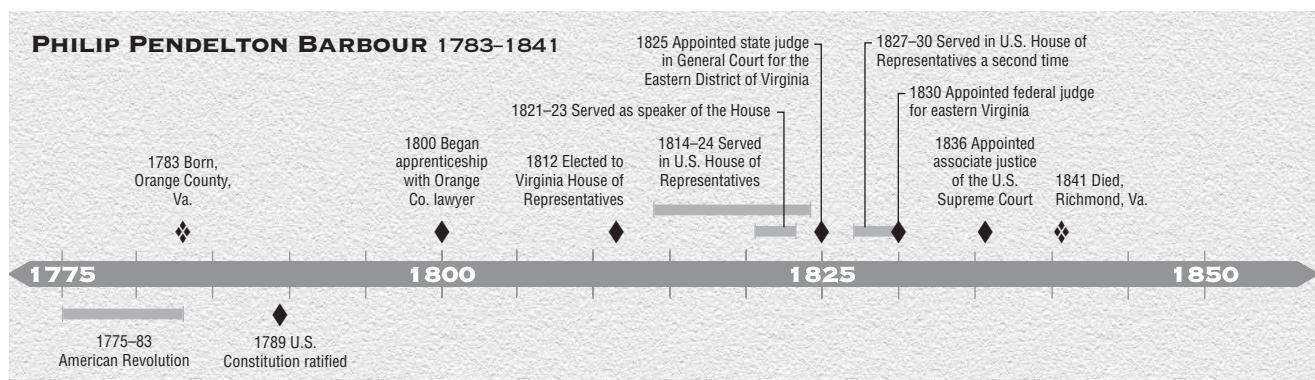 PHILIP PENDELTON BARBOUR 1783–1841
1783 Born,
Orange County,
Va.
1800 Began
apprenticeship
with Orange
Co. lawyer
1812 Elected to
Virginia House of
Representatives
1814–24 Served
in U.S. House of
Representatives
1821–23 Served as speaker of the House
1825 Appointed state judge
in General Court for the
Eastern District of Virginia
1827–30 Served in U.S. House of
Representatives a second time
1830 Appointed federal judge
for eastern Virginia
1836 Appointed
associate justice
of the U.S.
Supreme Court
1841 Died,
Richmond, Va.
1775
1800
1825
1850
1775–83
American Revolution
1789 U.S.
Constitution ratified